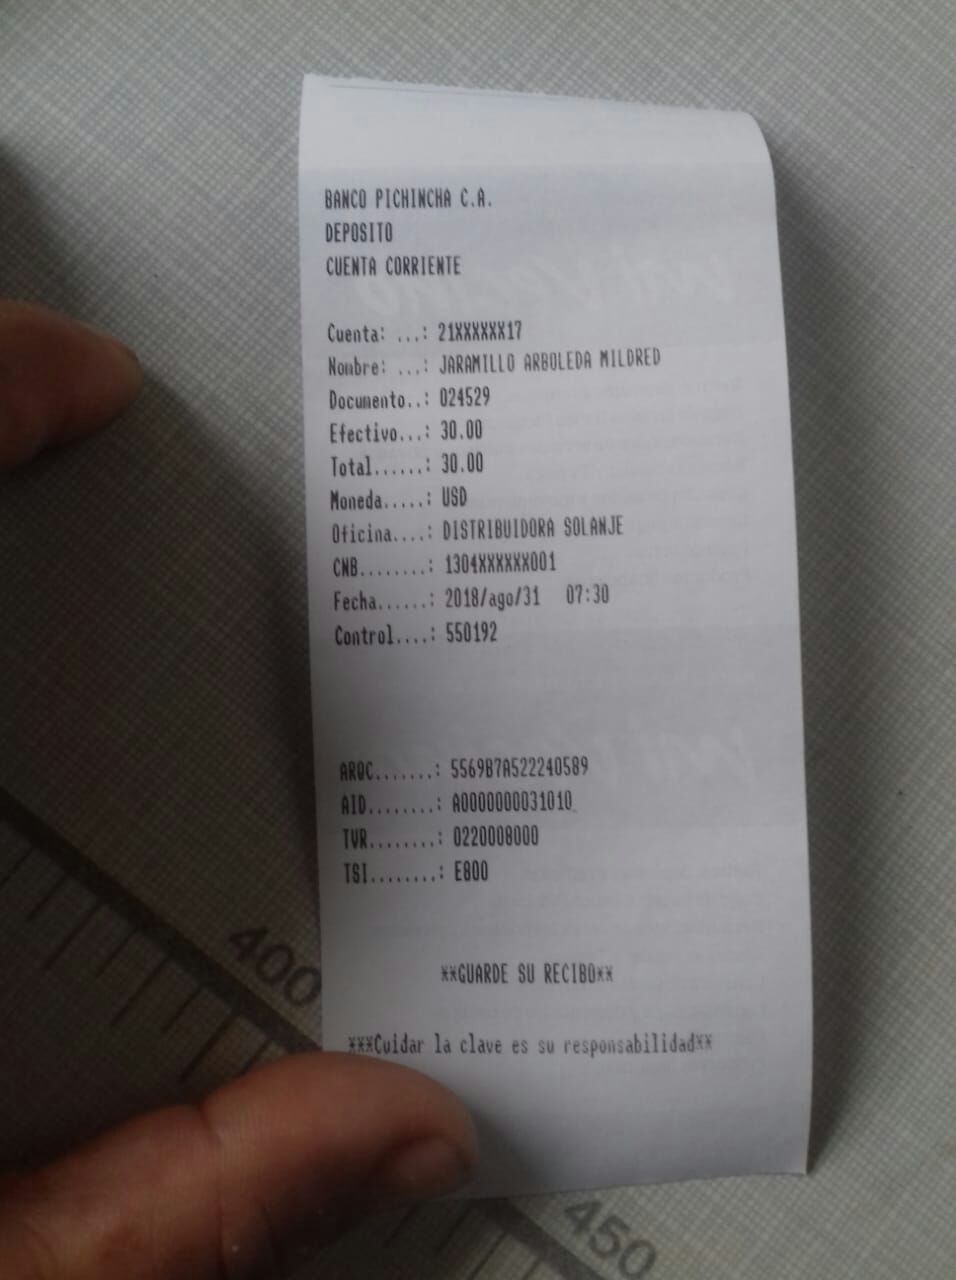 BANCO PICHINCHA C.A.
DEPOSITO
CUENTA CORRIENTE
Cuenta: ...: 21XXXXXX17
Nombre: ...: JARAMILLO ARBOLEDA MILDRED
Documento..: 024529
Efectivo...: 30.00
Total......: 30.00
Moneda.....: USD
Oficina....: DISTRIBUIDORA SOLANJE
CNB........: 1304XXXXXX001
Fecha......: 2018/ago/31 07:30
Control....: 550192
ARQC.......: 5569B7A522240589
AID........: A0000000031010
TVR........: 0220008000
TSI........: E800
**GUARDE SU RECIBO**
***Cuidar la clave es su responsabilidad**
400
450